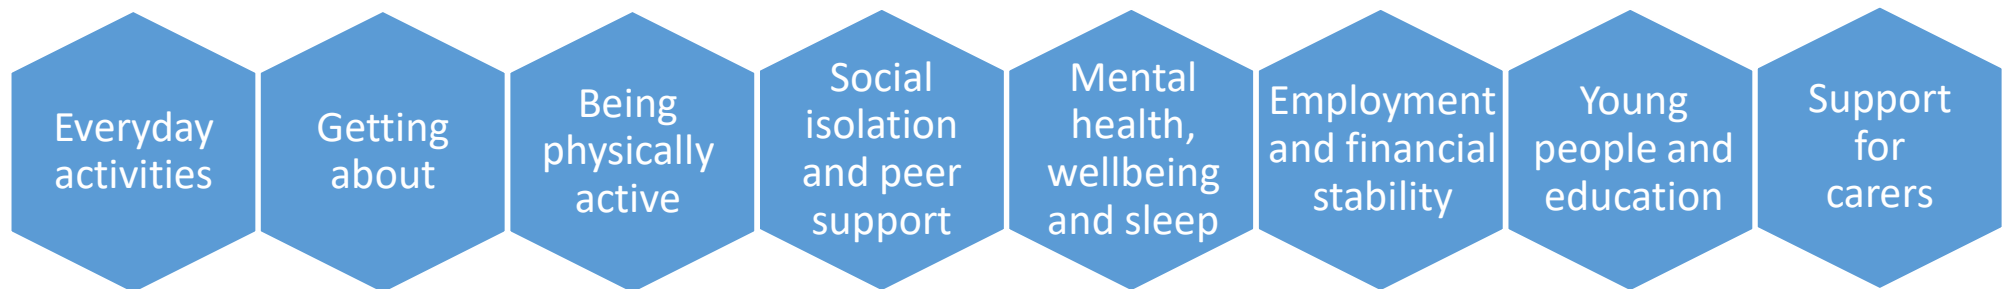 Everyday
activities
Getting
about
Being
physically
active
Social
isolation
and peer
support
Mental
health,
wellbeing
and sleep
Employment
and financial
stability
Young
people and
education
Support
for
carers